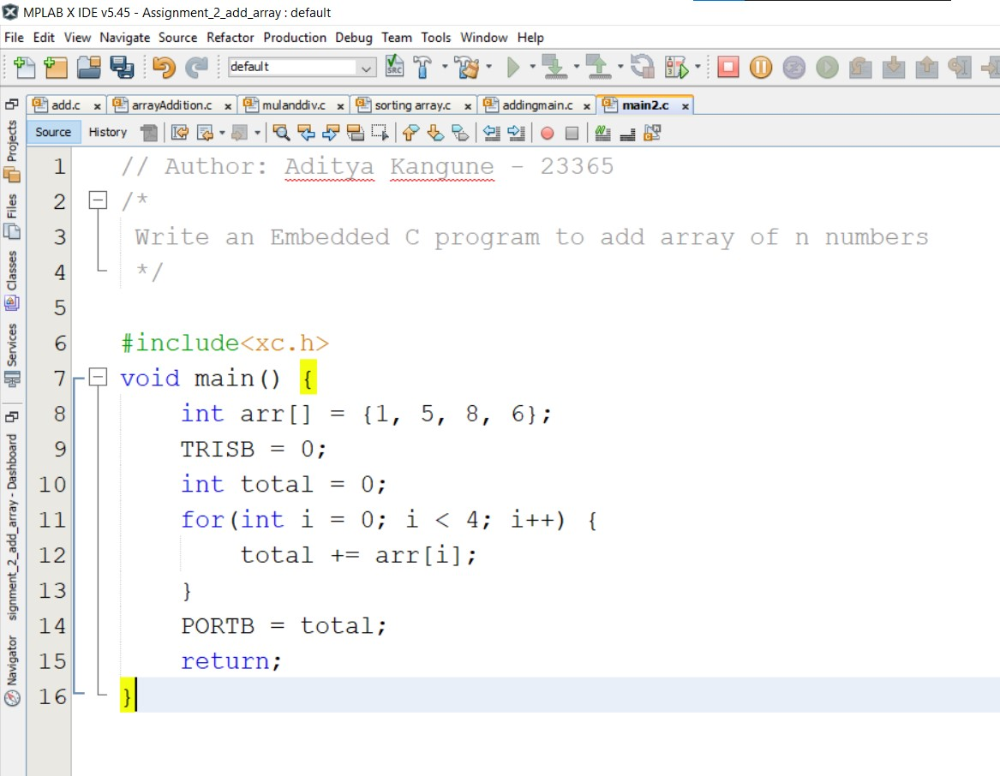 MPLAB X IDE v5.45 - Assignment_2_add_array : default
File Edit View Navigate Source Refactor Production Debug Team Tools Window Help
default
add.c x arrayAddition.c x mulanddiv.c x sorting array.c x addingmain.c x main2.c x
Source History
Projects
Files
Classes
Services
signment_2_add_array - Dashboard
Navigator
1 // Author: Aditya Kangune - 23365
2 /*
3 Write an Embedded C program to add array of n numbers
4 */
5
6 #include<xc.h>
7 void main() {
8 int arr[] = {1, 5, 8, 6};
9 TRISB = 0;
10 int total = 0;
11 for(int i = 0; i < 4; i++) {
12 total += arr[i];
13 }
14 PORTB = total;
15 return;
16 }